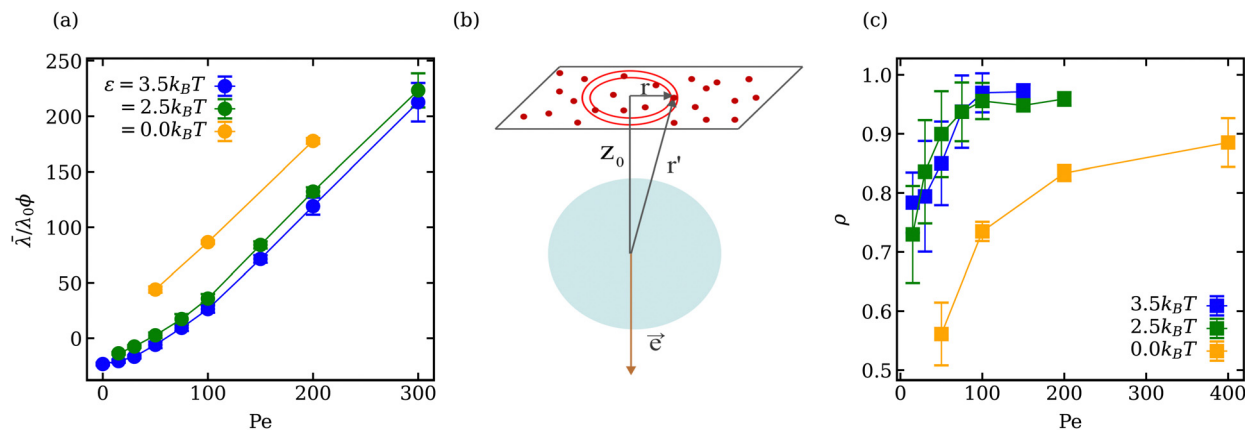 (a)
250
200
150
100
50
0
0
100
200
300
λ̄/λ₀ϕ
Pe
ε = 3.5k_BT
= 2.5k_BT
= 0.0k_BT
(b)
r
z₀
r'
e⃗
(c)
1.0
0.9
0.8
0.7
0.6
0.5
0
100
200
300
400
ρ
Pe
3.5k_BT
2.5k_BT
0.0k_BT